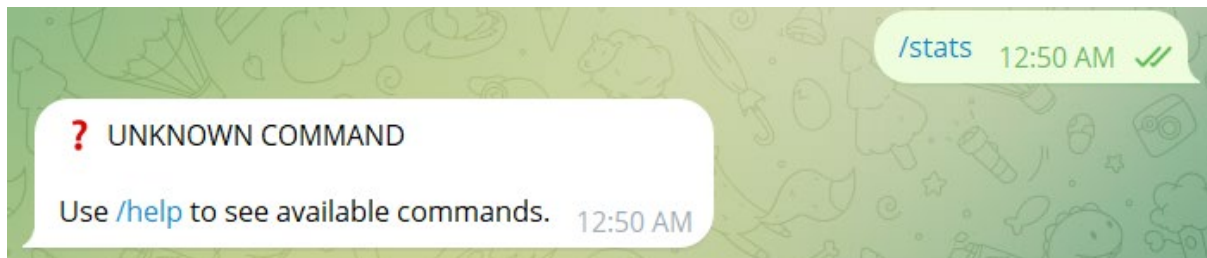 /stats 12:50 AM
❓ UNKNOWN COMMAND
Use /help to see available commands. 12:50 AM